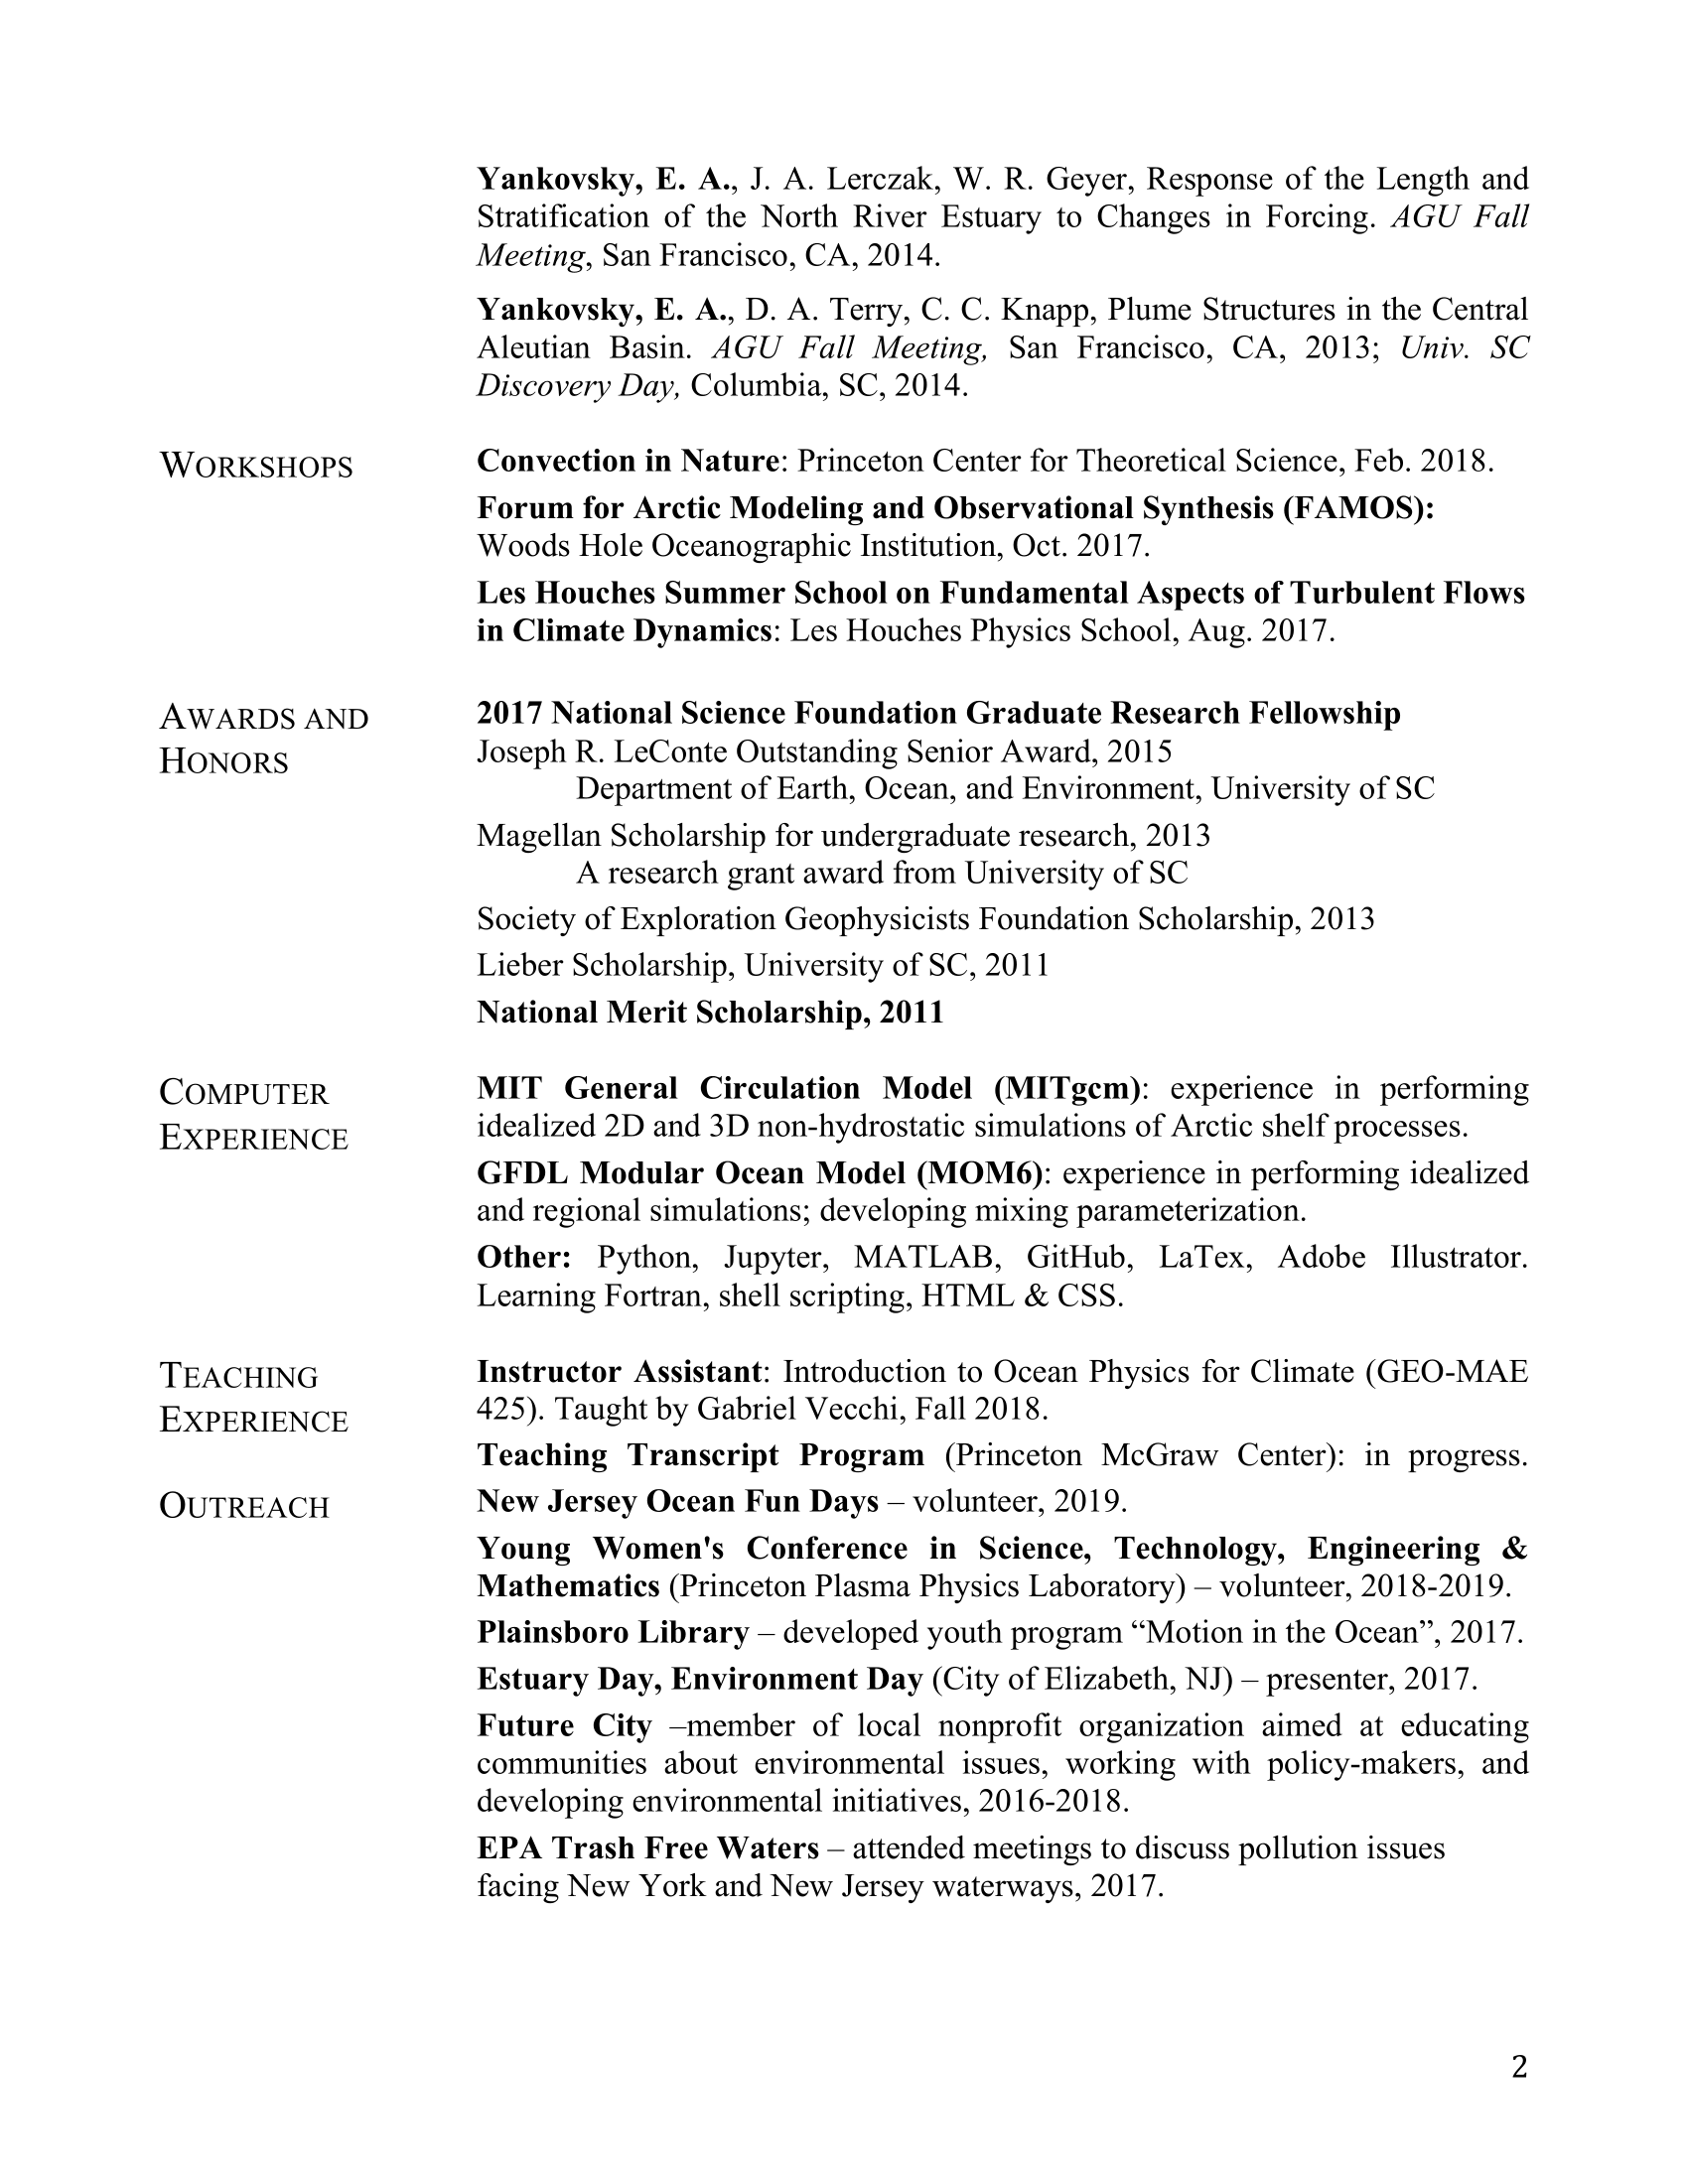 Yankovsky, E. A., J. A. Lerczak, W. R. Geyer, Response of the Length and
Stratification of the North River Estuary to Changes in Forcing. AGU Fall
Meeting, San Francisco, CA, 2014.
Yankovsky, E. A., D. A. Terry, C. C. Knapp, Plume Structures in the Central
Aleutian Basin. AGU Fall Meeting, San Francisco, CA, 2013; Univ. SC
Discovery Day, Columbia, SC, 2014.
WORKSHOPS
Convection in Nature: Princeton Center for Theoretical Science, Feb. 2018.
Forum for Arctic Modeling and Observational Synthesis (FAMOS):
Woods Hole Oceanographic Institution, Oct. 2017.
Les Houches Summer School on Fundamental Aspects of Turbulent Flows
in Climate Dynamics: Les Houches Physics School, Aug. 2017.
AWARDS AND
HONORS
2017 National Science Foundation Graduate Research Fellowship
Joseph R. LeConte Outstanding Senior Award, 2015
Department of Earth, Ocean, and Environment, University of SC
Magellan Scholarship for undergraduate research, 2013
A research grant award from University of SC
Society of Exploration Geophysicists Foundation Scholarship, 2013
Lieber Scholarship, University of SC, 2011
National Merit Scholarship, 2011
COMPUTER
EXPERIENCE
MIT General Circulation Model (MITgcm): experience in performing
idealized 2D and 3D non-hydrostatic simulations of Arctic shelf processes.
GFDL Modular Ocean Model (MOM6): experience in performing idealized
and regional simulations; developing mixing parameterization.
Other: Python, Jupyter, MATLAB, GitHub, LaTex, Adobe Illustrator.
Learning Fortran, shell scripting, HTML & CSS.
TEACHING
EXPERIENCE
Instructor Assistant: Introduction to Ocean Physics for Climate (GEO-MAE
425). Taught by Gabriel Vecchi, Fall 2018.
Teaching Transcript Program (Princeton McGraw Center): in progress.
OUTREACH
New Jersey Ocean Fun Days – volunteer, 2019.
Young Women's Conference in Science, Technology, Engineering &
Mathematics (Princeton Plasma Physics Laboratory) – volunteer, 2018-2019.
Plainsboro Library – developed youth program “Motion in the Ocean”, 2017.
Estuary Day, Environment Day (City of Elizabeth, NJ) – presenter, 2017.
Future City –member of local nonprofit organization aimed at educating
communities about environmental issues, working with policy-makers, and
developing environmental initiatives, 2016-2018.
EPA Trash Free Waters – attended meetings to discuss pollution issues
facing New York and New Jersey waterways, 2017.
2